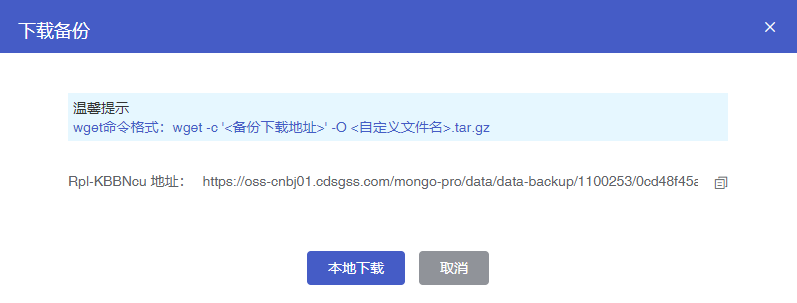 下载备份
温馨提示
wget命令格式：wget -c '<备份下载地址>' -O <自定义文件名>.tar.gz
Rpl-KBBNcu 地址： https://oss-cnbj01.cdsgss.com/mongo-pro/data/data-backup/1100253/0cd48f45a
本地下载 取消